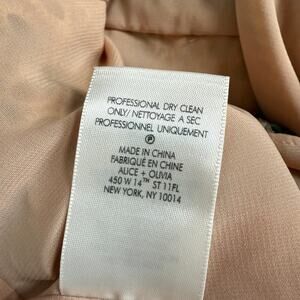 PROFESSIONAL DRY CLEAN
ONLY/ NETTOYAGE A SEC
PROFESSIONNEL UNIQUEMENT
P
MADE IN CHINA
FABRIQUÉ EN CHINE
ALICE + OLIVIA
450 W 14TH ST 11FL
NEW YORK, NY 10014